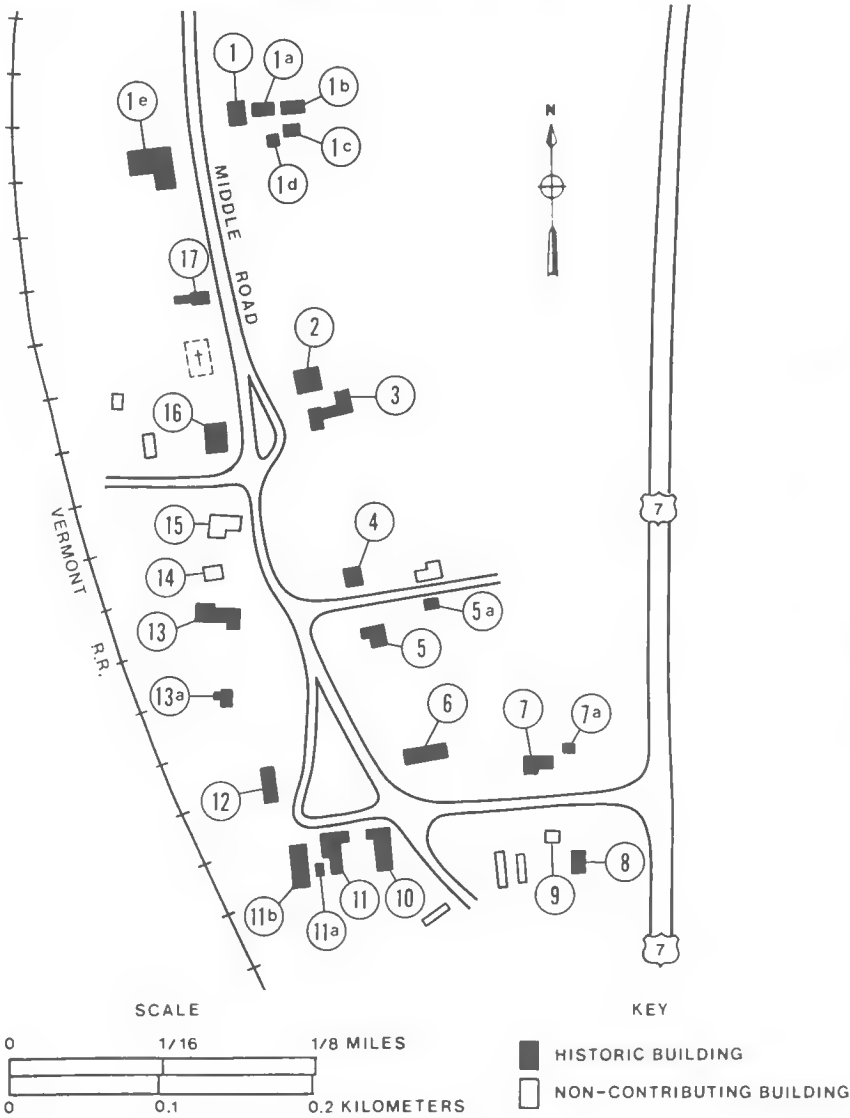 1
1a
1b
1e
1c
1d
MIDDLE ROAD
N
17
2
3
16
7
15
4
14
5a
13
5
VERMONT R.R.
13a
6
7
7a
12
8
9
11b
11a
11
10
7
SCALE
KEY
0 1/16 1/8 MILES
0 0.1 0.2 KILOMETERS
HISTORIC BUILDING
NON-CONTRIBUTING BUILDING